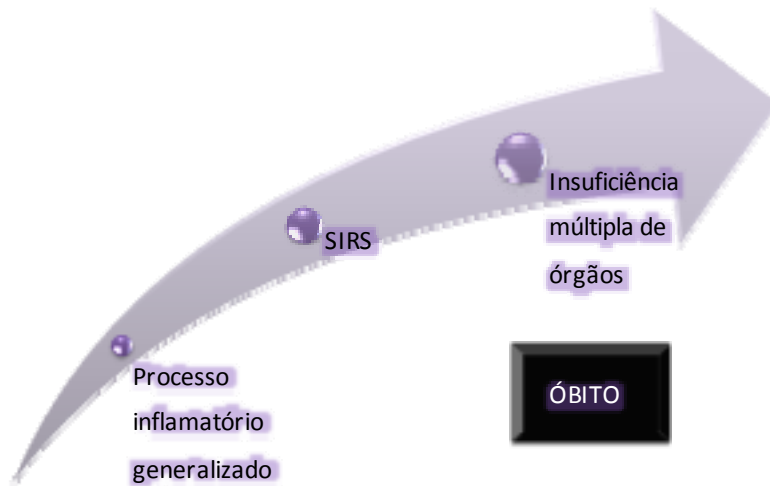 Processo
inflamatório
generalizado
SIRS
Insuficiência
múltipla de
órgãos
ÓBITO